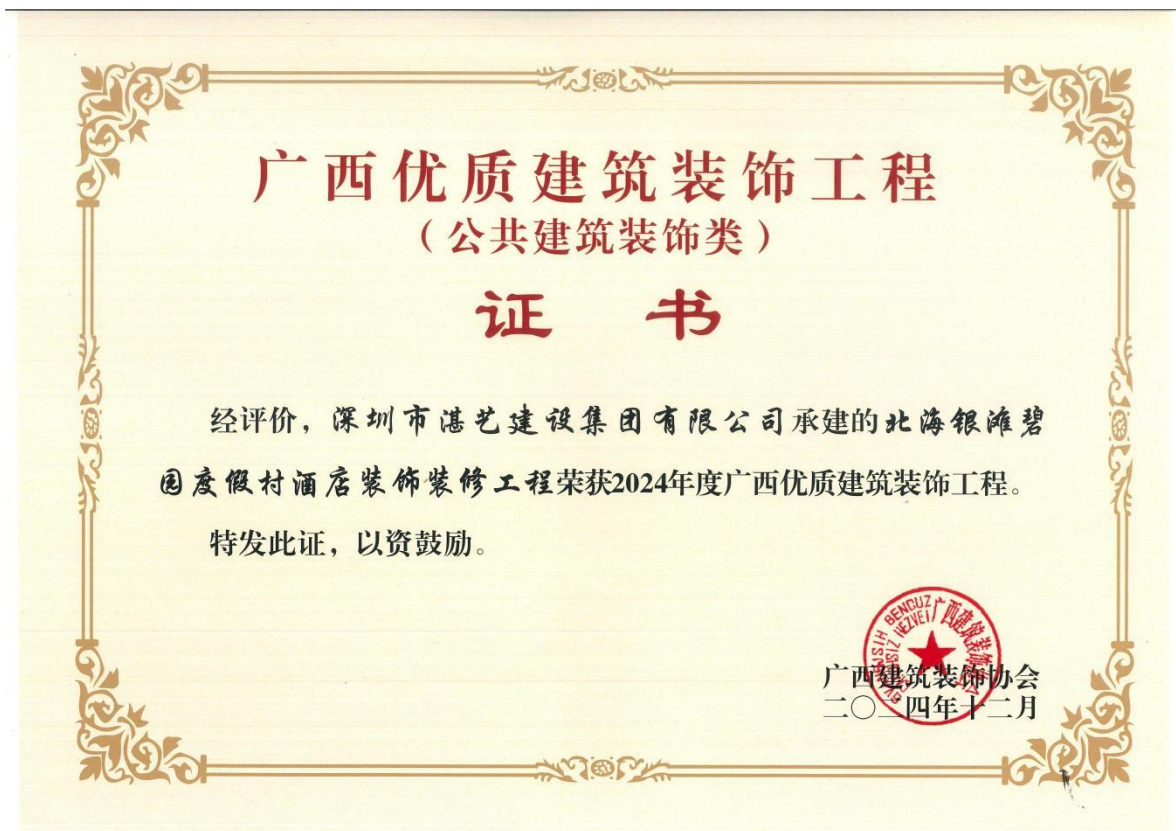 广西优质建筑装饰工程
（公共建筑装饰类）
证 书
经评价，深圳市湛艺建设集团有限公司承建的北海银滩碧
园度假村酒店装饰装修工程荣获2024年度广西优质建筑装饰工程。
特发此证，以资鼓励。
广西建筑装饰协会
二〇二四年十二月